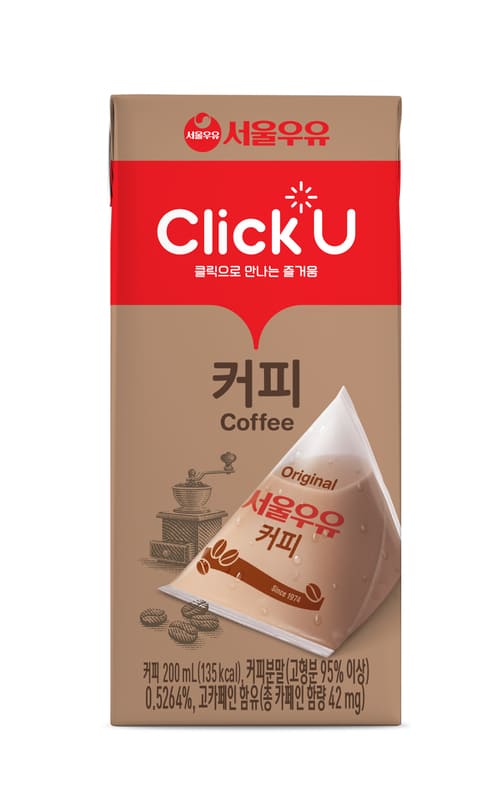 서울우유 서울우유
Click U
클릭으로 만나는 즐거움
커피
Coffee
Original
서울우유
커피
Since 1974
커피 200 mL(135 kcal), 커피분말(고형분 95% 이상)
0.5264%, 고카페인 함유(총 카페인 함량 42 mg)